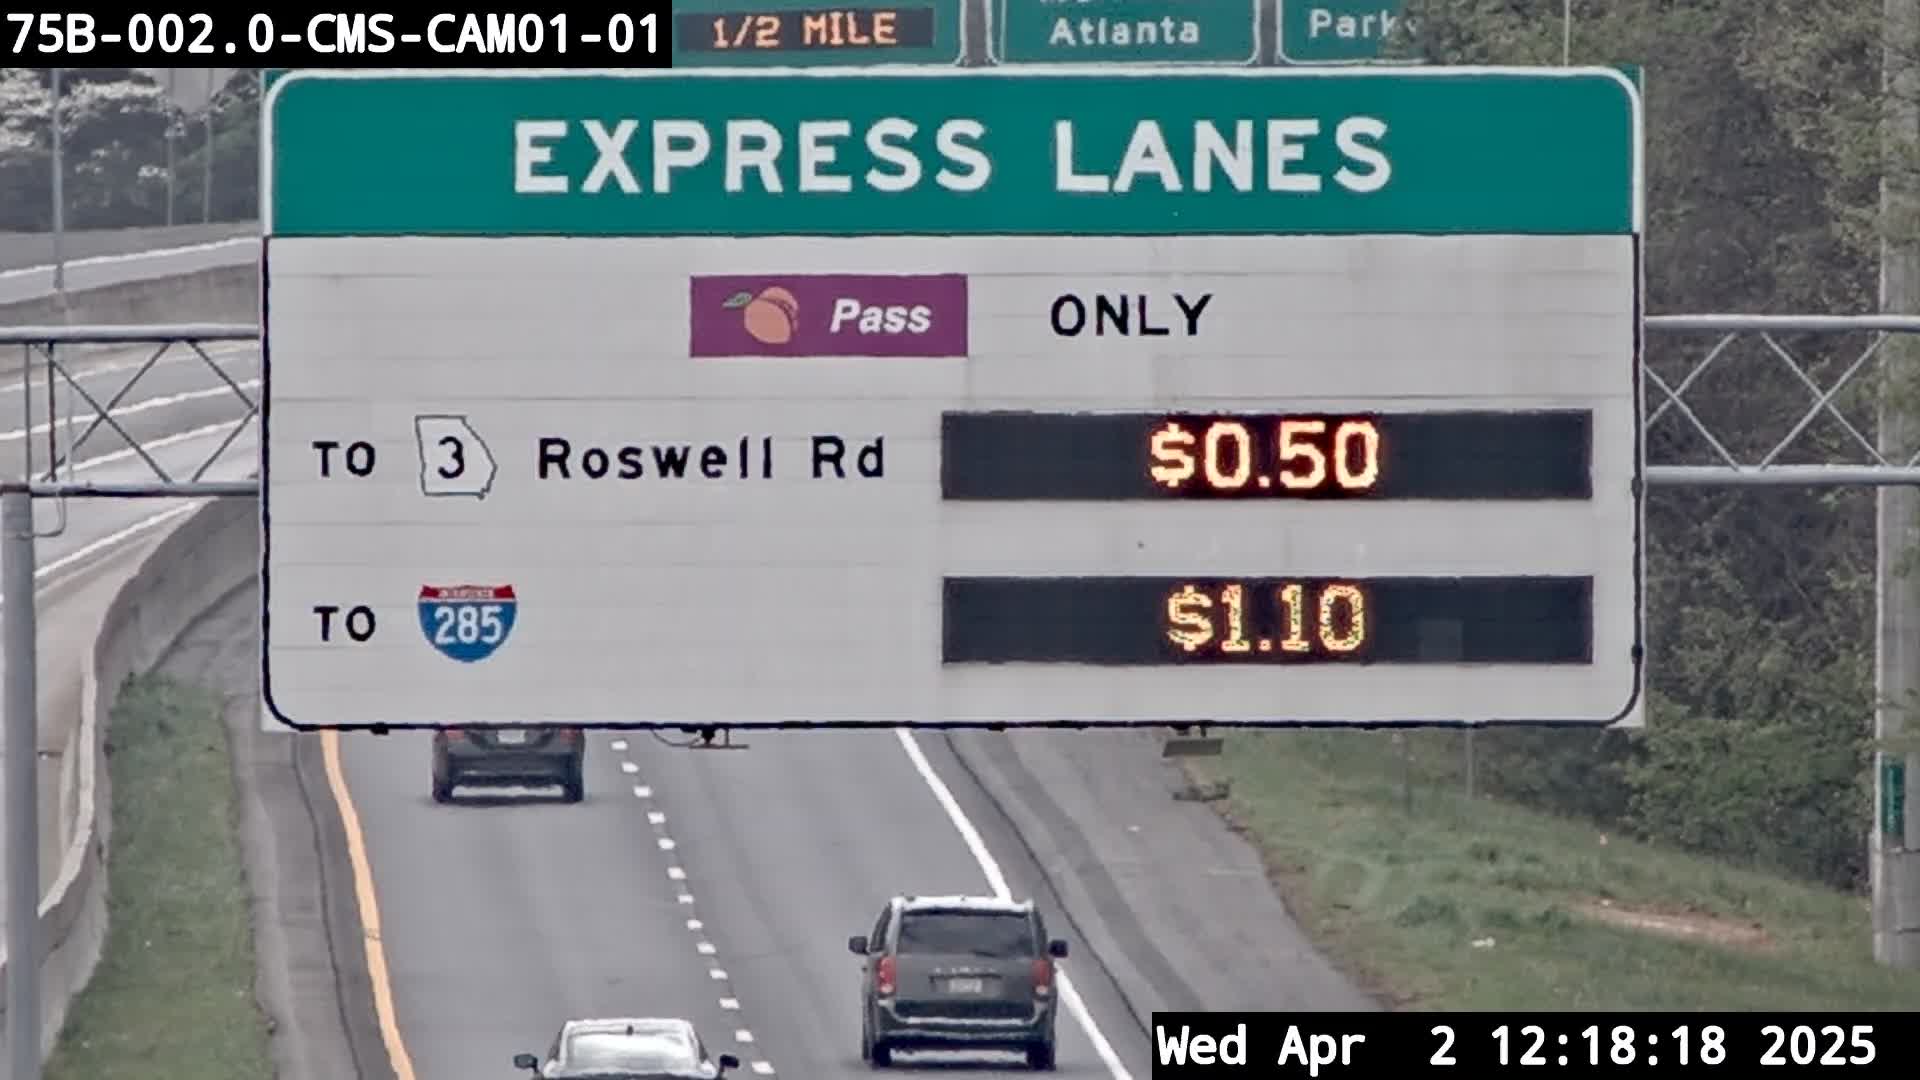 75B-002.0-CMS-CAM01-01
1/2 MILE
Atlanta
EXPRESS LANES
Pass ONLY
TO 3 Roswell Rd $0.50
TO 285 $1.10
Wed Apr 2 12:18:18 2025